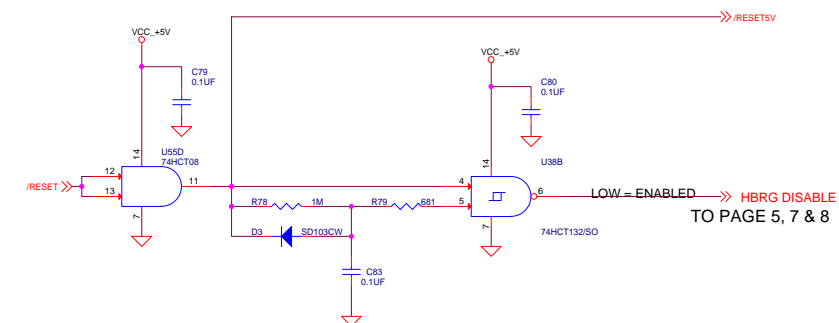 /RESET5V
VCC_+5V
VCC_+5V
C79
0.1UF
C80
0.1UF
14
U55D
74HCT08
14
U38B
12
13
11
/RESET
4
6
LOW = ENABLED
HBRG DISABLE
R78
1M
R79
681
5
TO PAGE 5, 7 & 8
7
7
74HCT132/SO
D3
SD103CW
C83
0.1UF